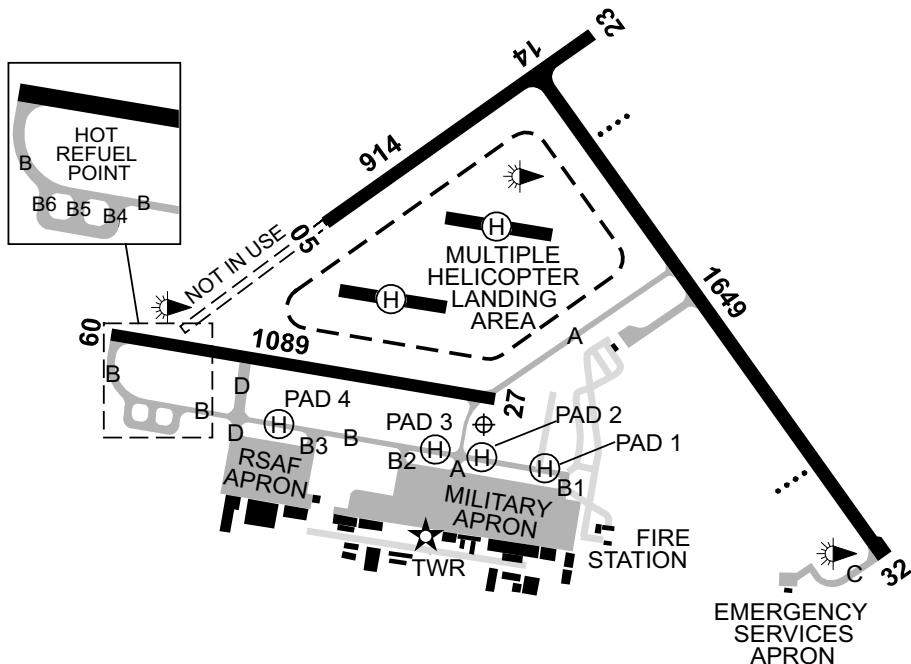 23
14
914
HOT
REFUEL
POINT
B
B6 B5 B4 B
NOT IN USE
05
MULTIPLE
HELICOPTER
LANDING
AREA
H
H
1649
A
09
1089
27
B
B
D
D
PAD 4
H
B3
B
PAD 3
H
B2
A
PAD 2
H
PAD 1
H
B1
RSAF
APRON
MILITARY
APRON
TWR
FIRE
STATION
C
32
EMERGENCY
SERVICES
APRON